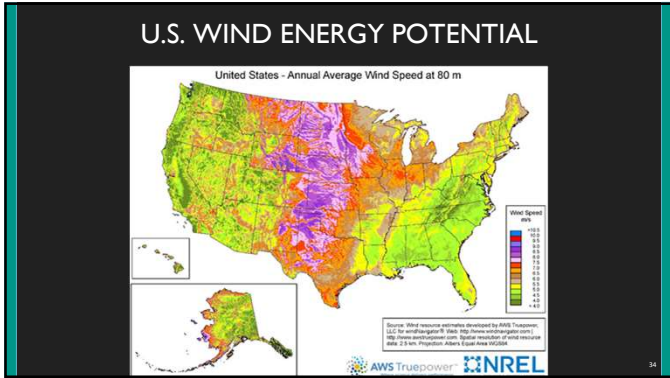 U.S. WIND ENERGY POTENTIAL
United States - Annual Average Wind Speed at 80 m
Wind Speed
m/s
>10.5
10.0
9.5
9.0
8.5
8.0
7.5
7.0
6.5
6.0
5.5
5.0
4.5
4.0
< 4.0
Source: Wind resource estimates developed by AWS Truepower,
LLC for windNavigator®. Web: http://www.windnavigator.com |
http://www.awstruepower.com. Spatial resolution of wind resource
data: 2.5 km. Projection: Albers Equal Area WGS84.
AWS Truepower™
NREL
34